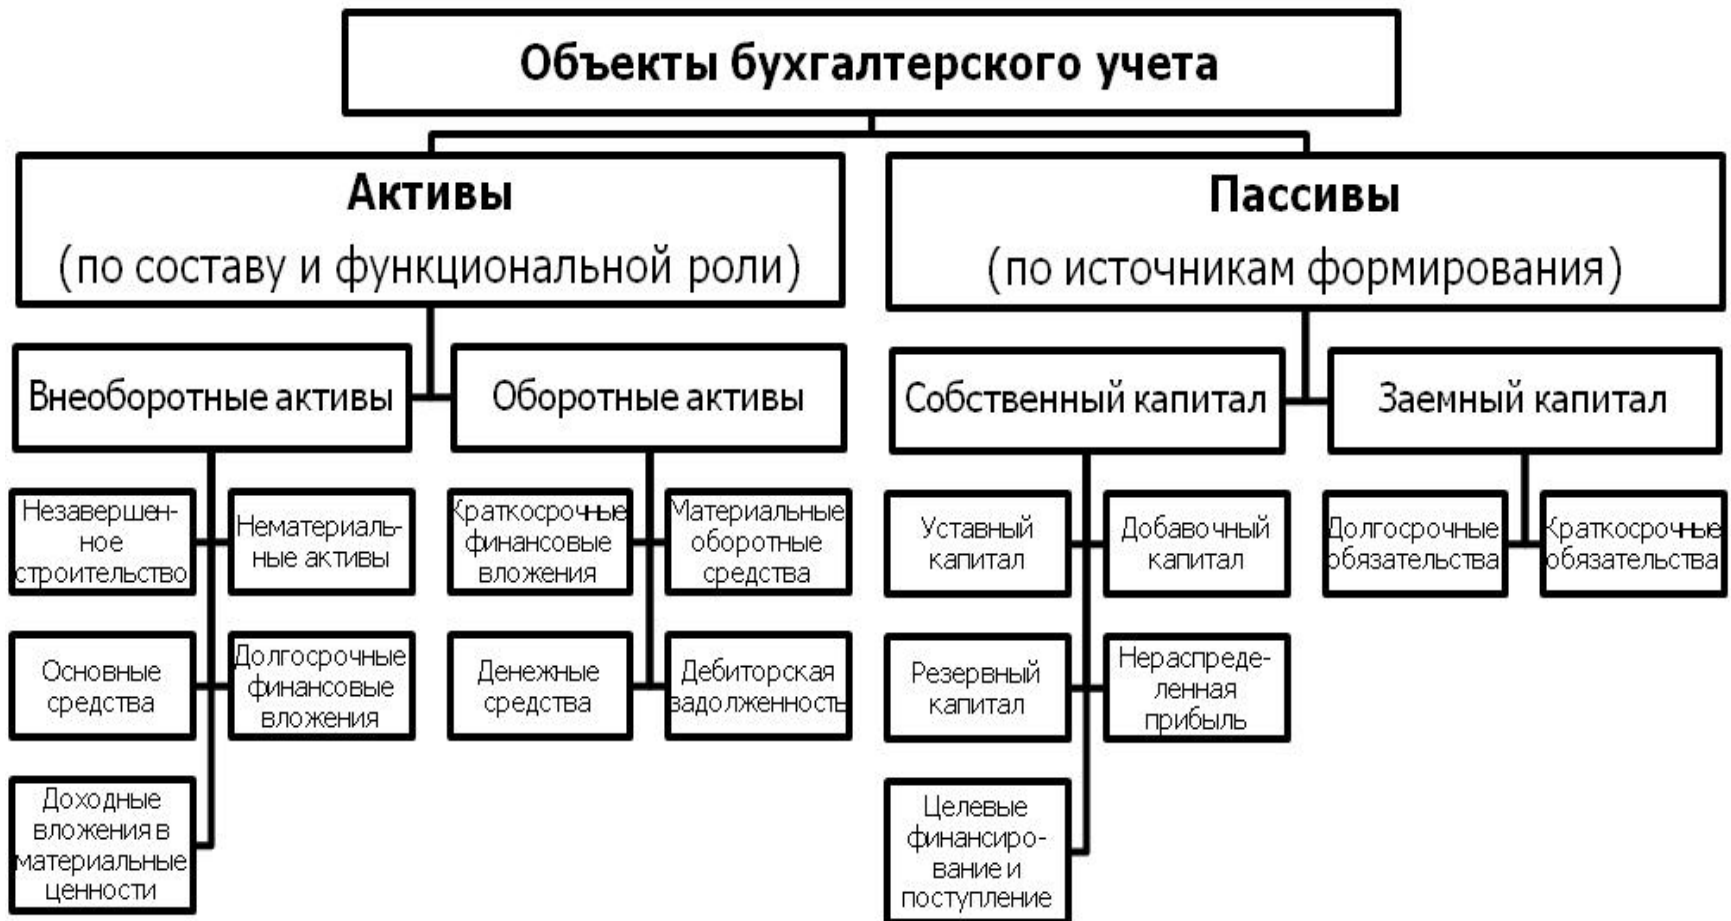 Объекты бухгалтерского учета
Активы
(по составу и функциональной роли)
Пассивы
(по источникам формирования)
Внеоборотные активы
Оборотные активы
Собственный капитал
Заемный капитал
Незавершен-
ное
строительство
Нематериаль-
ные активы
Краткосрочные
финансовые
вложения
Материальные
оборотные
средства
Уставный
капитал
Добавочный
капитал
Долгосрочные
обязательства
Краткосрочные
обязательства
Основные
средства
Долгосрочные
финансовые
вложения
Денежные
средства
Дебиторская
задолженность
Резервный
капитал
Нераспреде-
ленная
прибыль
Доходные
вложения в
материальные
ценности
Целевые
финансиро-
вание и
поступление